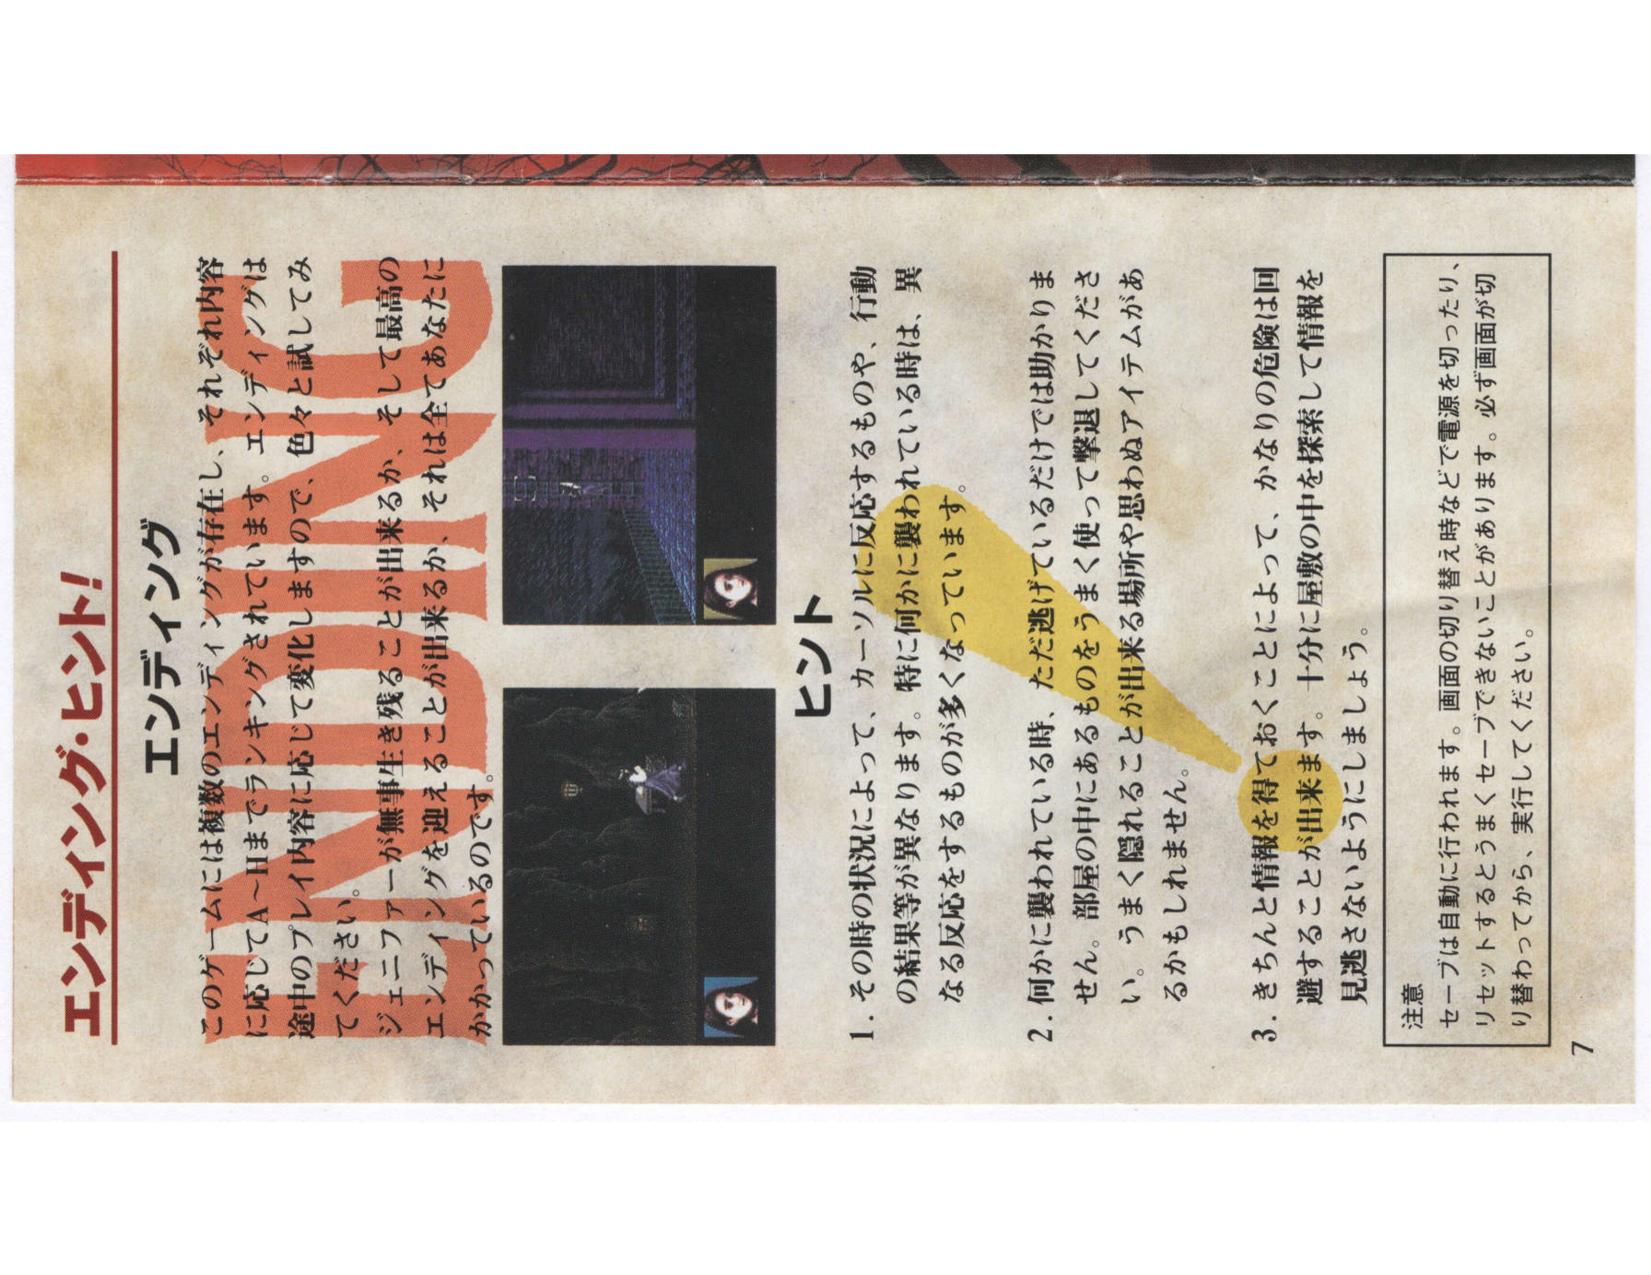 エンディング・ヒント!
エンディング
ENDING
このゲームには複数のエンディングが存在し、それぞれ内容
に応じてA〜Hまでランキングされています。エンディングは
途中のプレイ内容に応じて変化しますので、色々と試してみ
てください。
ジェニファーが無事生き残ることが出来るか、そして最高の
エンディングを迎えることが出来るか、それは全てあなたに
かかっているのです。
ヒント
1. その時の状況によって、カーソルに反応するものや、行動
の結果等が異なります。特に何かに襲われている時は、異
なる反応をするものが多くなっています。
2. 何かに襲われている時、ただ逃げているだけでは助かりま
せん。部屋の中にあるものをうまく使って撃退してくださ
い。うまく隠れることが出来る場所や思わぬアイテムがあ
るかもしれません。
3. きちんと情報を得ておくことによって、かなりの危険は回
避することが出来ます。十分に屋敷の中を探索して情報を
見逃さないようにしましょう。
注意
セーブは自動に行われます。画面の切り替え時などで電源を切ったり、
リセットするとうまくセーブできないことがあります。必ず画面が切
り替わってから、実行してください。
7